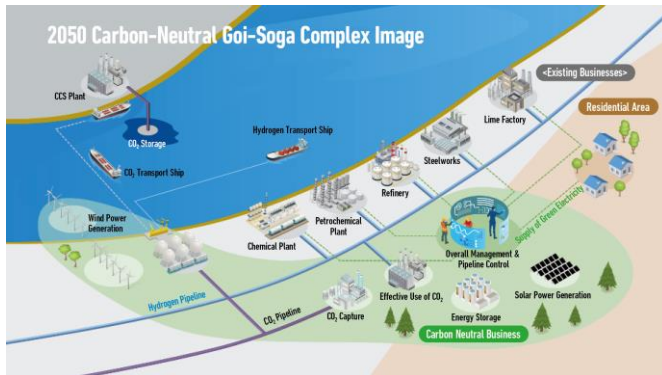 2050 Carbon-Neutral Goi-Soga Complex Image
<Existing Businesses>
CCS Plant
Lime Factory
Residential Area
Hydrogen Transport Ship
CO₂ Storage
Steelworks
CO₂ Transport Ship
Refinery
Wind Power
Generation
Petrochemical
Plant
Chemical Plant
Supply of Green Electricity
Overall Management &
Pipeline Control
Hydrogen Pipeline
Effective Use of CO₂
Solar Power Generation
CO₂ Pipeline
CO₂ Capture
Energy Storage
Carbon Neutral Business